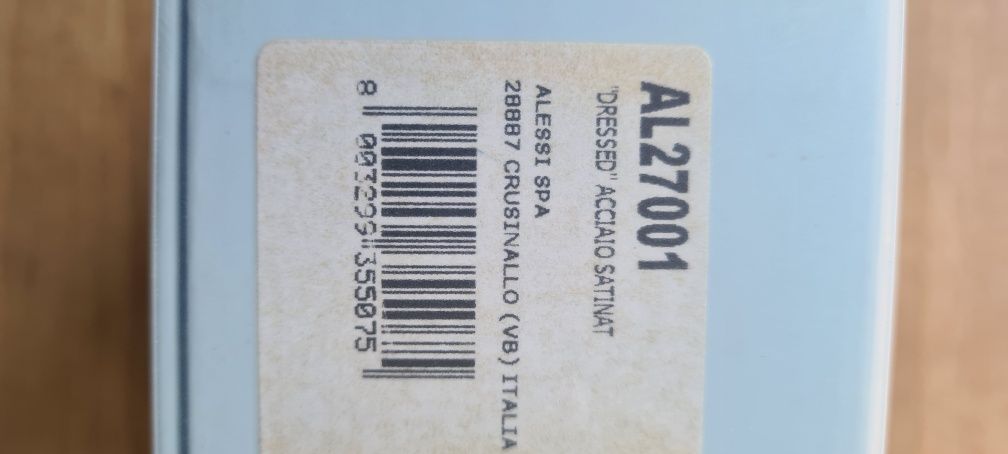 AL27001
"DRESSED" ACCIAIO SATINAT
ALESSI SPA
28887 CRUSINALLO (VB) ITALIA
8 003299 355075